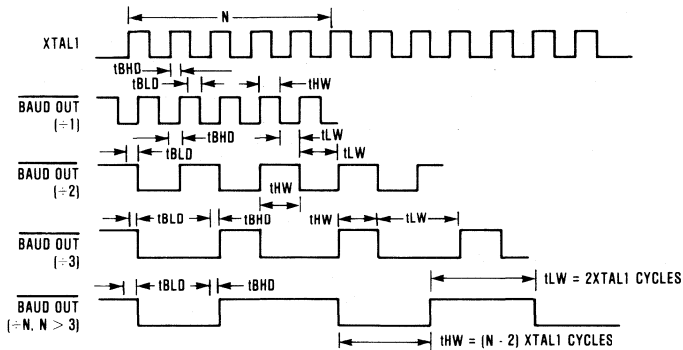 N
XTAL1
tBHD
tBLD
tHW
BAUD OUT
(÷1)
tBHD
tLW
tBLD
tLW
BAUD OUT
(÷2)
tHW
tBLD
tBHD
tHW
tLW
BAUD OUT
(÷3)
tBLD
tBHD
tLW = 2XTAL1 CYCLES
BAUD OUT
(÷N, N > 3)
tHW = (N - 2) XTAL1 CYCLES